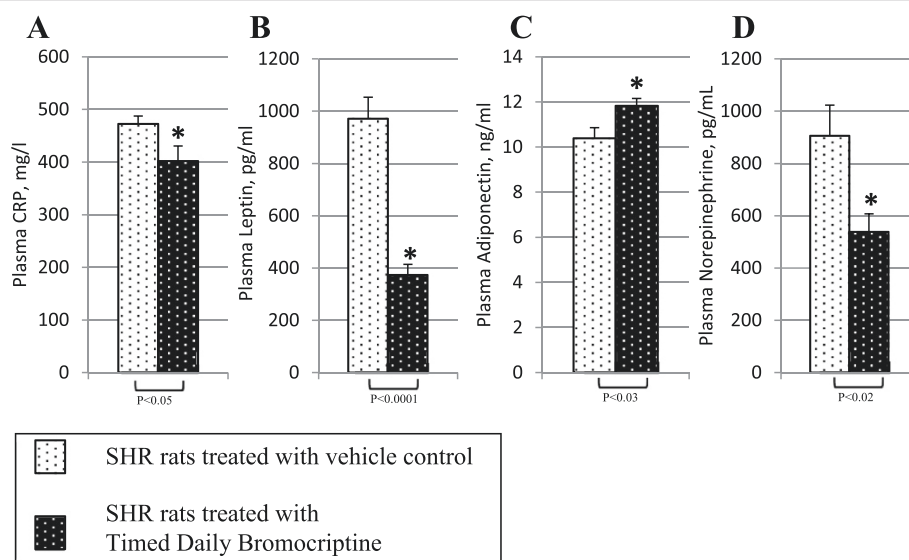 A
Plasma CRP, mg/l
600
500
400
300
200
100
0
*
P<0.05
B
Plasma Leptin, pg/ml
1200
1000
800
600
400
200
0
*
P<0.0001
C
Plasma Adiponectin, ng/ml
14
12
10
8
6
4
2
0
*
P<0.03
D
Plasma Norepinephrine, pg/mL
1200
1000
800
600
400
200
0
*
P<0.02
SHR rats treated with vehicle control
SHR rats treated with
Timed Daily Bromocriptine